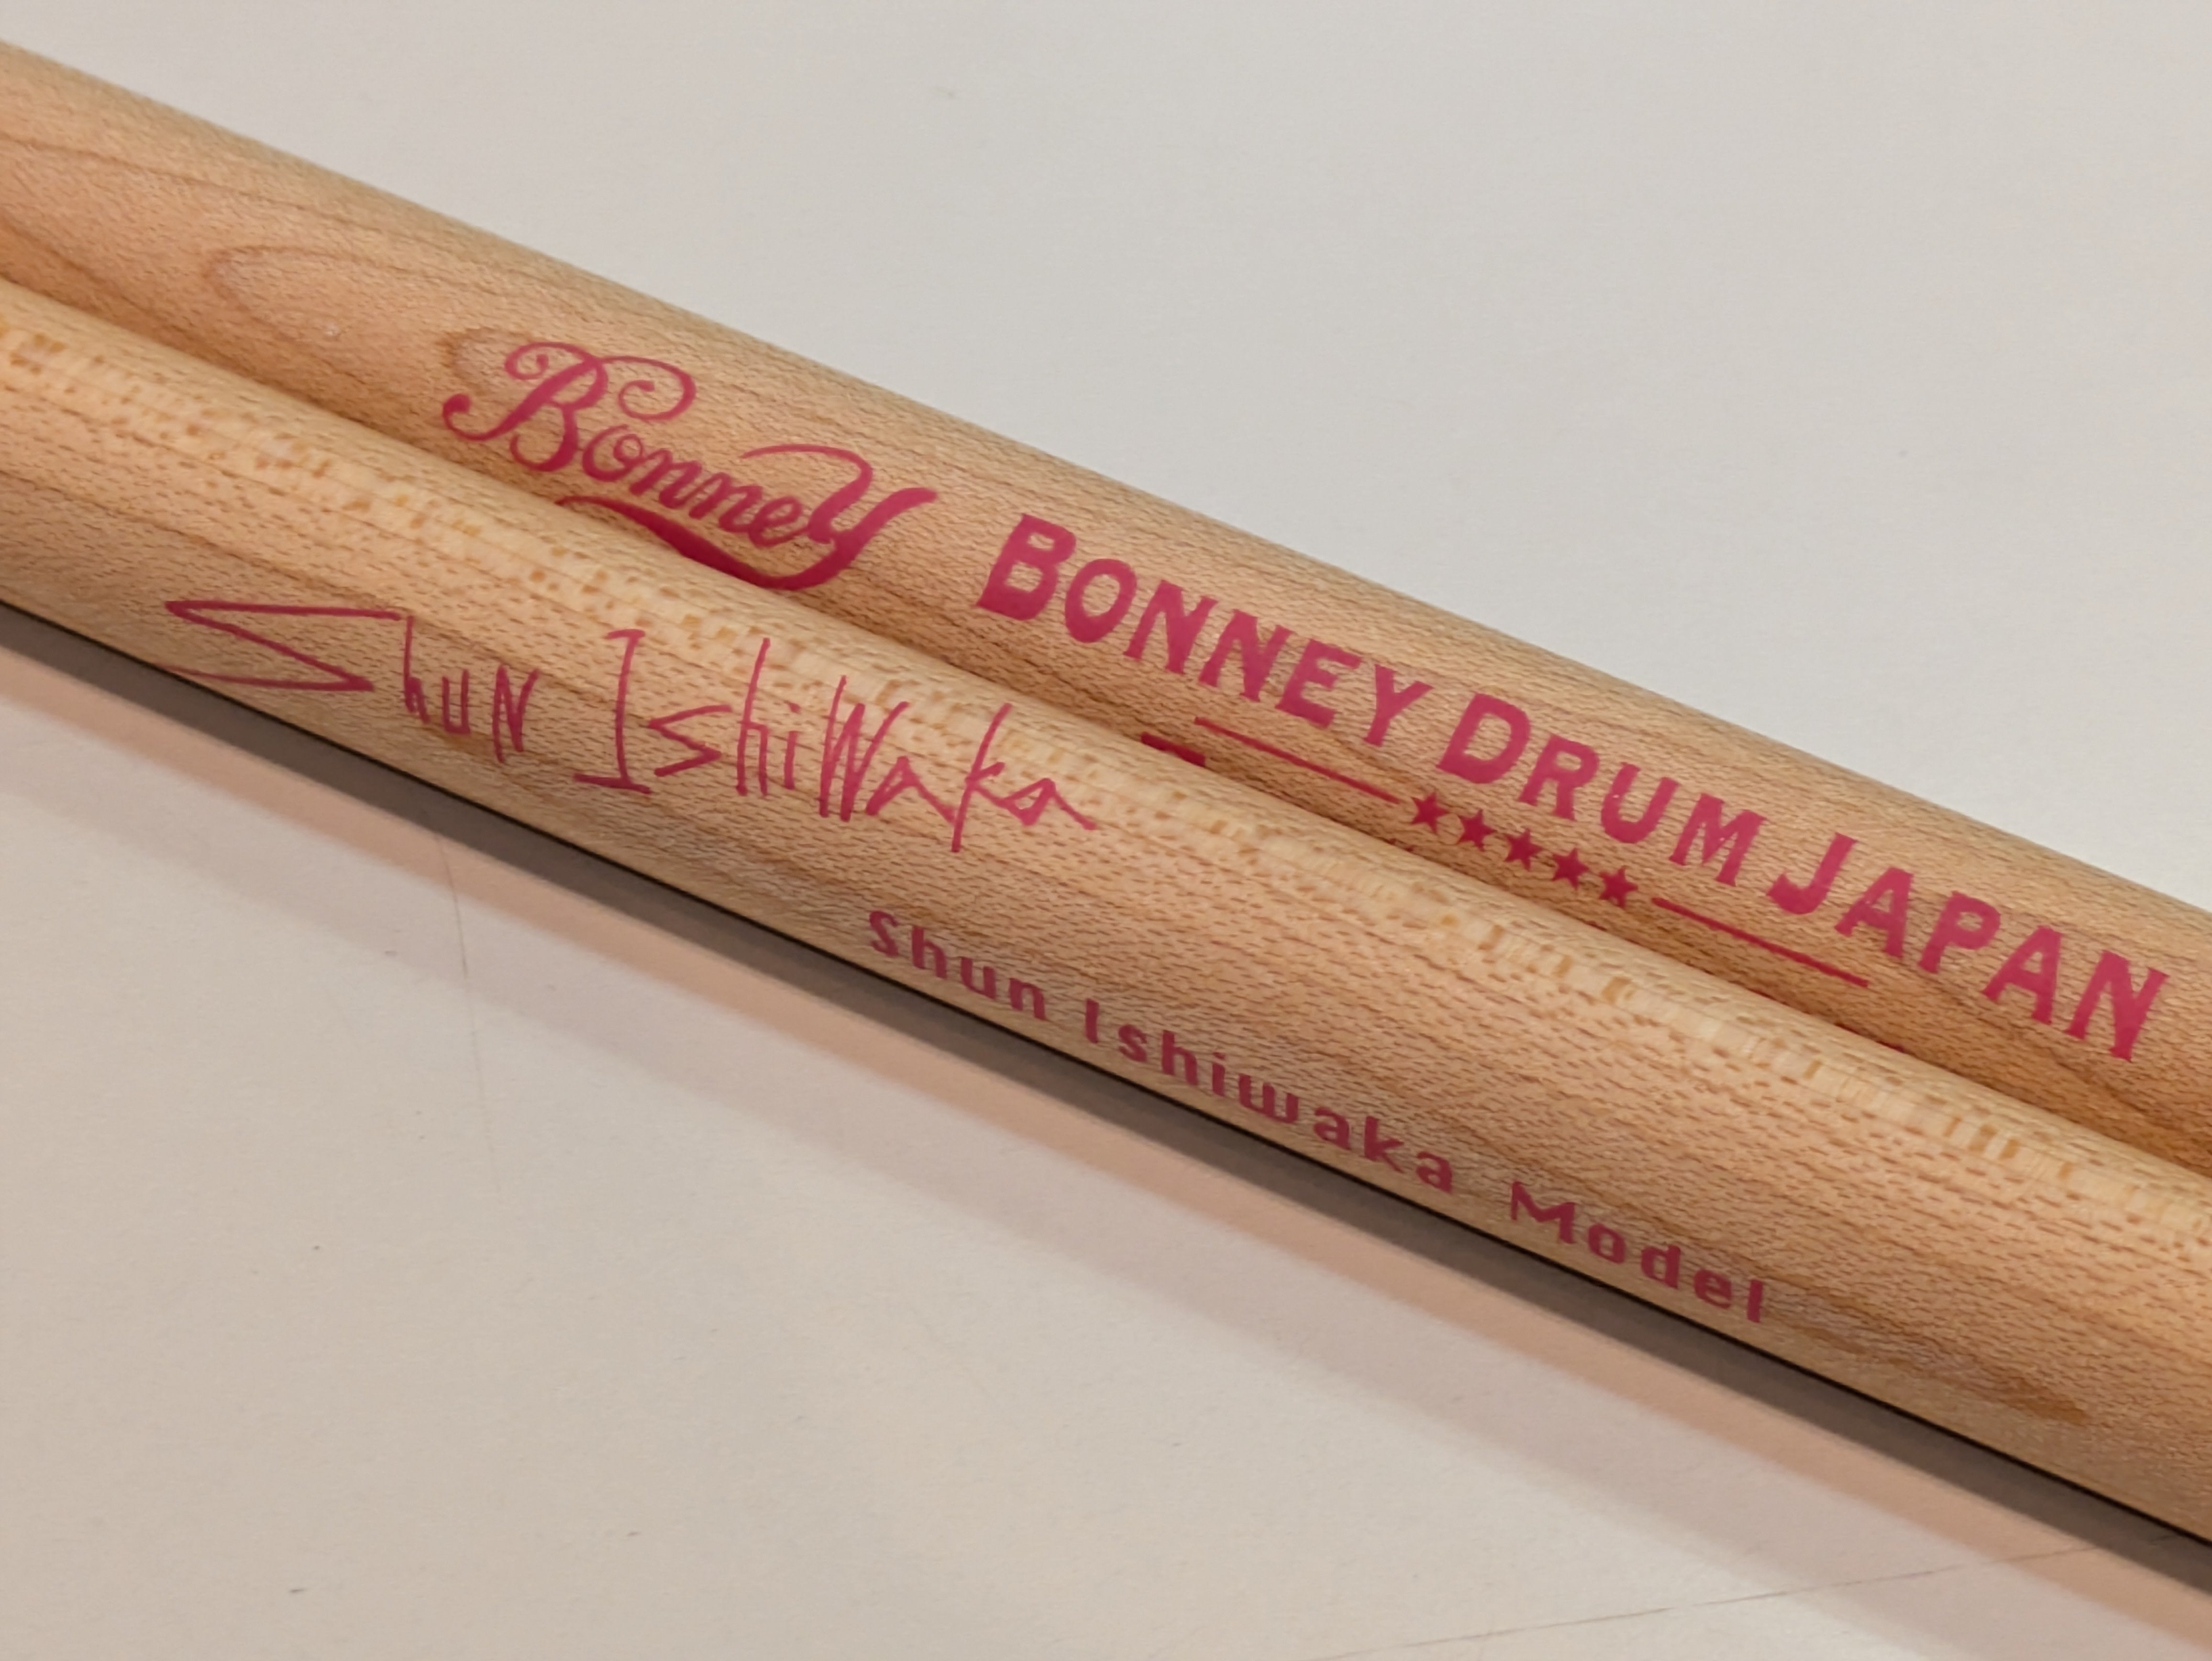 Bonney BONNEY DRUM JAPAN
★★★★★
Shun Ishiwaka
Shun Ishiwaka Model